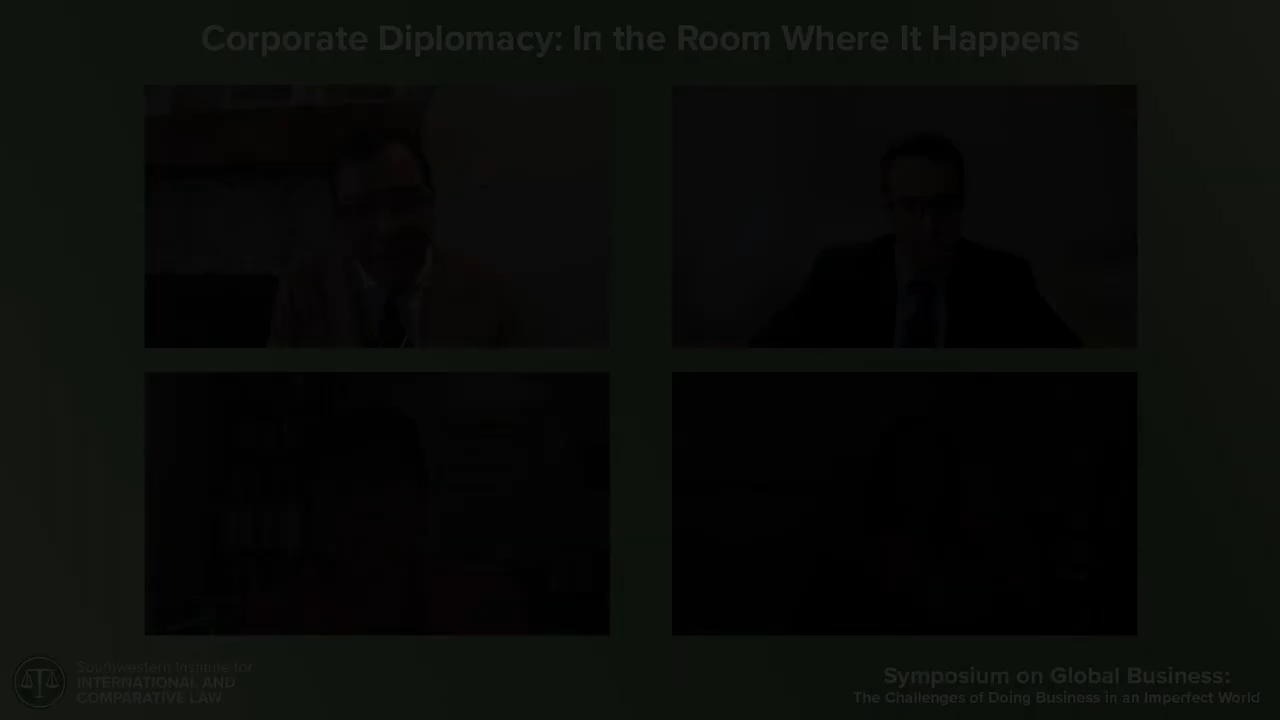 Corporate Diplomacy: In the Room Where It Happens
Southwestern Institute for
INTERNATIONAL AND
COMPARATIVE LAW
Symposium on Global Business:
The Challenges of Doing Business in an Imperfect World